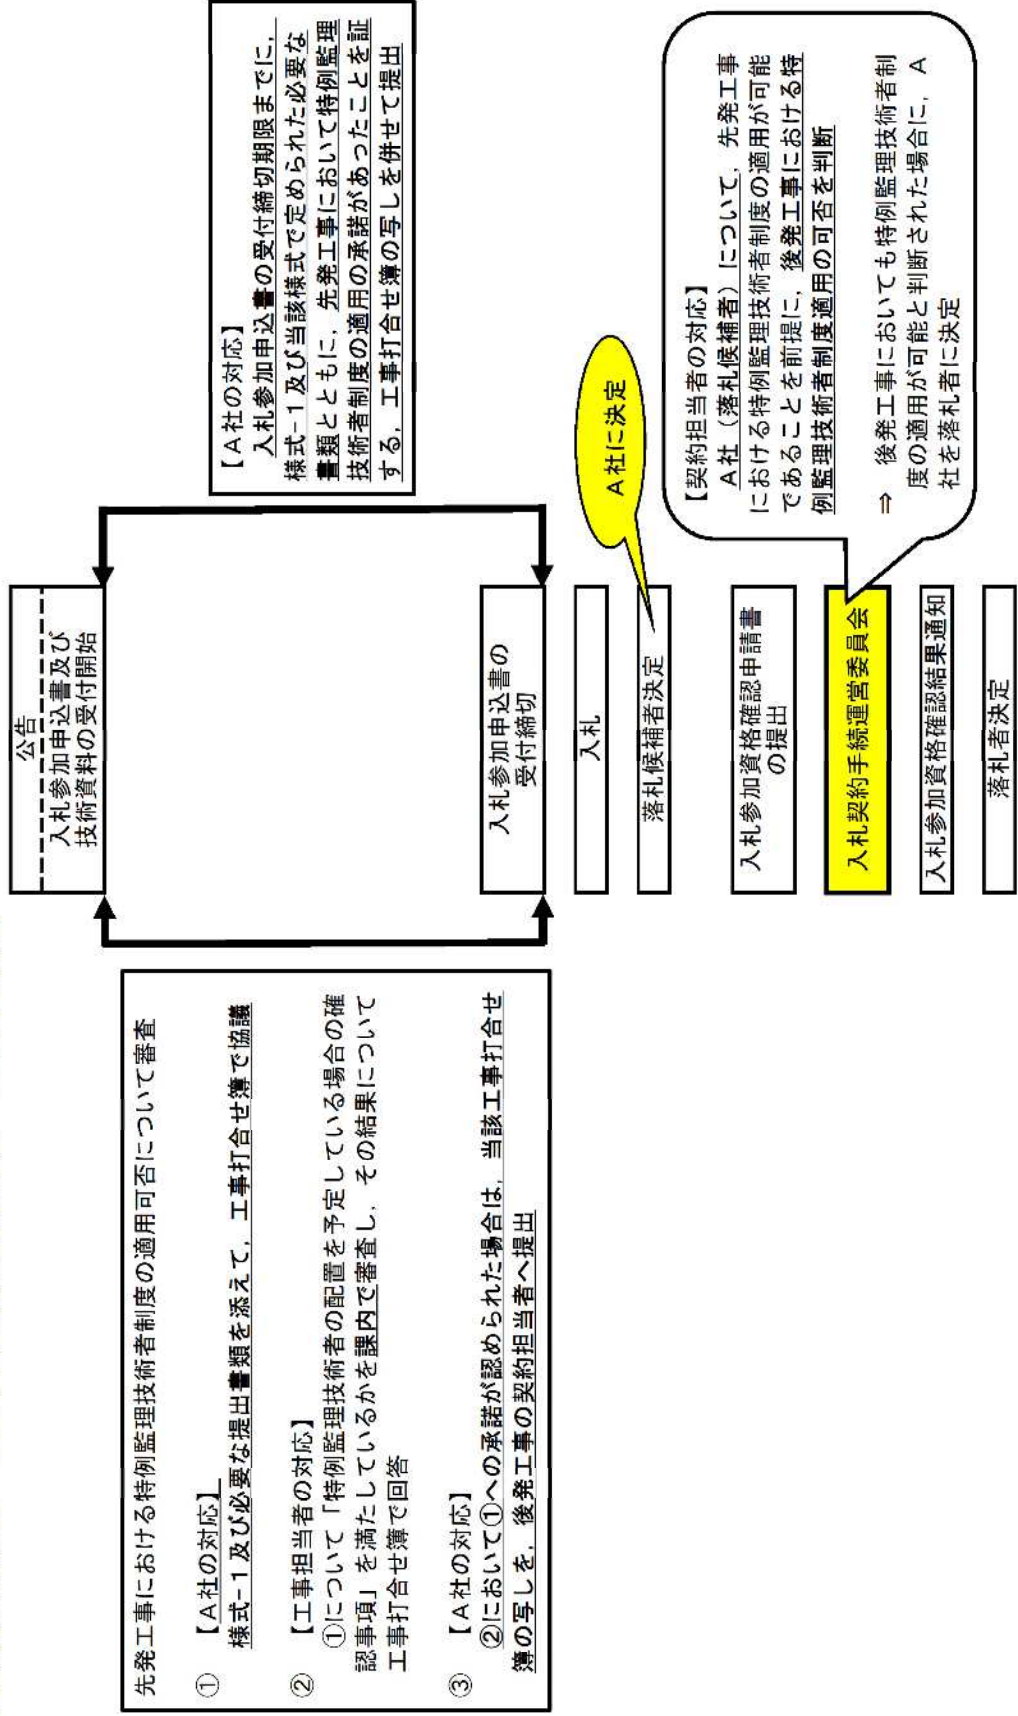 先発工事における特例監理技術者制度の適用可否について審査
① 【A社の対応】
様式-1及び必要な提出書類を添えて，工事打合せ簿で協議
② 【工事担当者の対応】
①について「特例監理技術者の配置を予定している場合の確
認事項」を満たしているかを課内で審査し，その結果について
工事打合せ簿で回答
③ 【A社の対応】
②において①への承諾が認められた場合は，当該工事打合せ
簿の写しを，後発工事の契約担当者へ提出
公告
入札参加申込書及び
技術資料の受付開始
入札参加申込書の
受付締切
入札
落札候補者決定
入札参加資格確認申請書
の提出
入札契約手続運営委員会
入札参加資格確認結果通知
落札者決定
【A社の対応】
入札参加申込書の受付締切期限までに，
様式-1及び当該様式で定められた必要な
書類とともに，先発工事において特例監理
技術者制度の適用の承諾があったことを証
する，工事打合せ簿の写しを併せて提出
A社に決定
【契約担当者の対応】
A社（落札候補者）について，先発工事
における特例監理技術者制度の適用が可能
であることを前提に，後発工事における特
例監理技術者制度適用の可否を判断
⇒ 後発工事においても特例監理技術者制
度の適用が可能と判断された場合に，A
社を落札者に決定